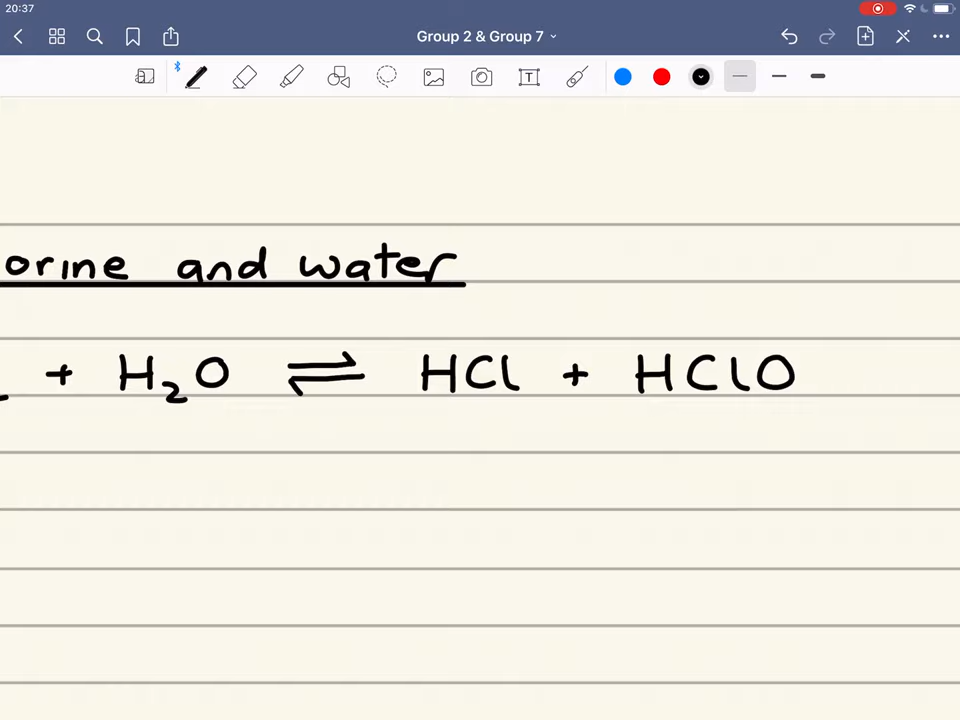 20:37
Group 2 & Group 7
T
orine and water
+ H₂O ⇌ HCl + HClO